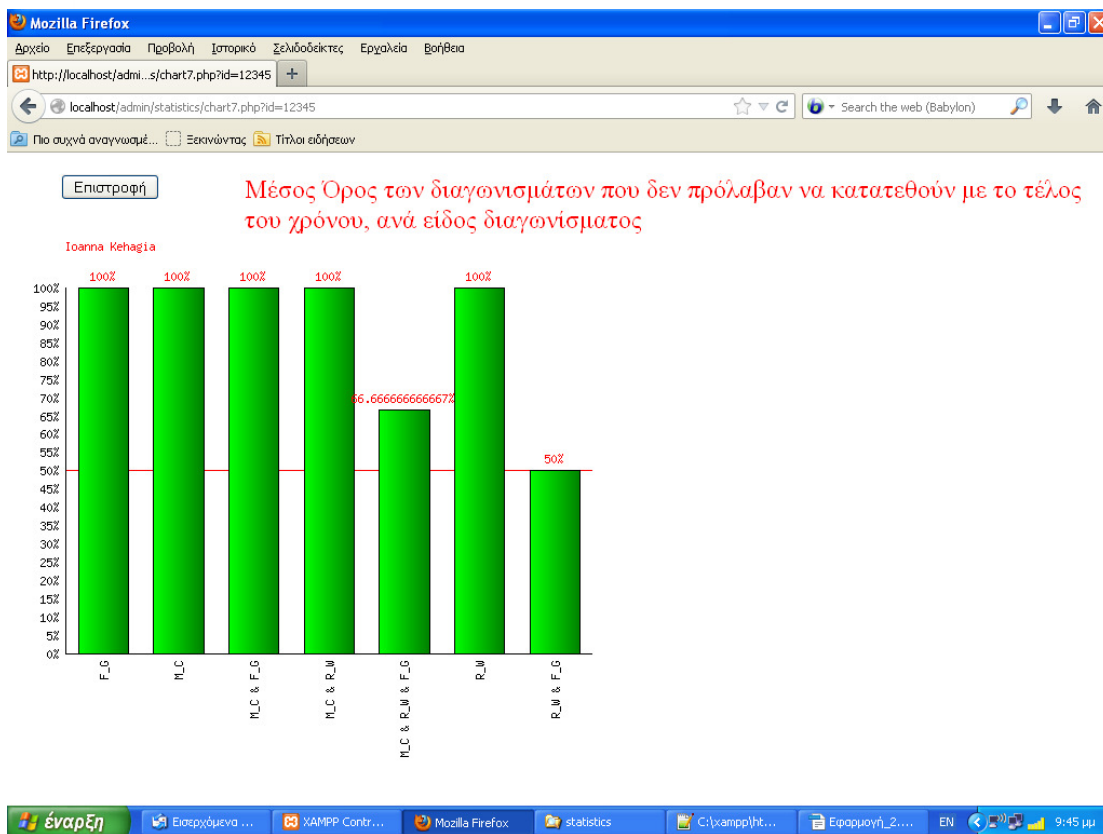 Mozilla Firefox
Αρχείο Επεξεργασία Προβολή Ιστορικό Σελιδοδείκτες Εργαλεία Βοήθεια
http://localhost/admi...s/chart7.php?id=12345 +
localhost/admin/statistics/chart7.php?id=12345 Search the web (Babylon)
Πιο συχνά αναγνωσμέ... Ξεκινώντας Τίτλοι ειδήσεων
Επιστροφή
Μέσος Όρος των διαγωνισμάτων που δεν πρόλαβαν να κατατεθούν με το τέλος
του χρόνου, ανά είδος διαγωνίσματος
Ioanna Kehagia
100% 100% 100% 100% 100%
100%
95%
90%
85%
80%
75%
70% 66.666666666667%
65%
60%
55%
50% 50%
45%
40%
35%
30%
25%
20%
15%
10%
5%
0%
F_G
M_C
M_C & F_G
M_C & R_W
M_C & R_W & F_G
R_W
R_W & F_G
έναρξη Εισερχόμενα ... XAMPP Contr... Mozilla Firefox statistics C:\xampp\ht... Εφαρμογή_2.... EN 9:45 μμ